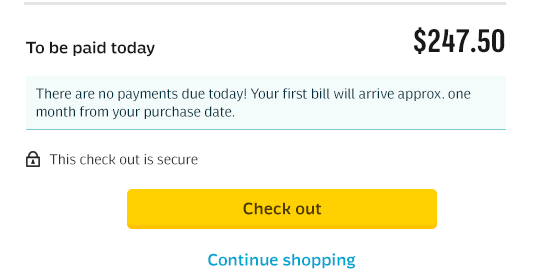 To be paid today $247.50
There are no payments due today! Your first bill will arrive approx. one
month from your purchase date.
This check out is secure
Check out
Continue shopping